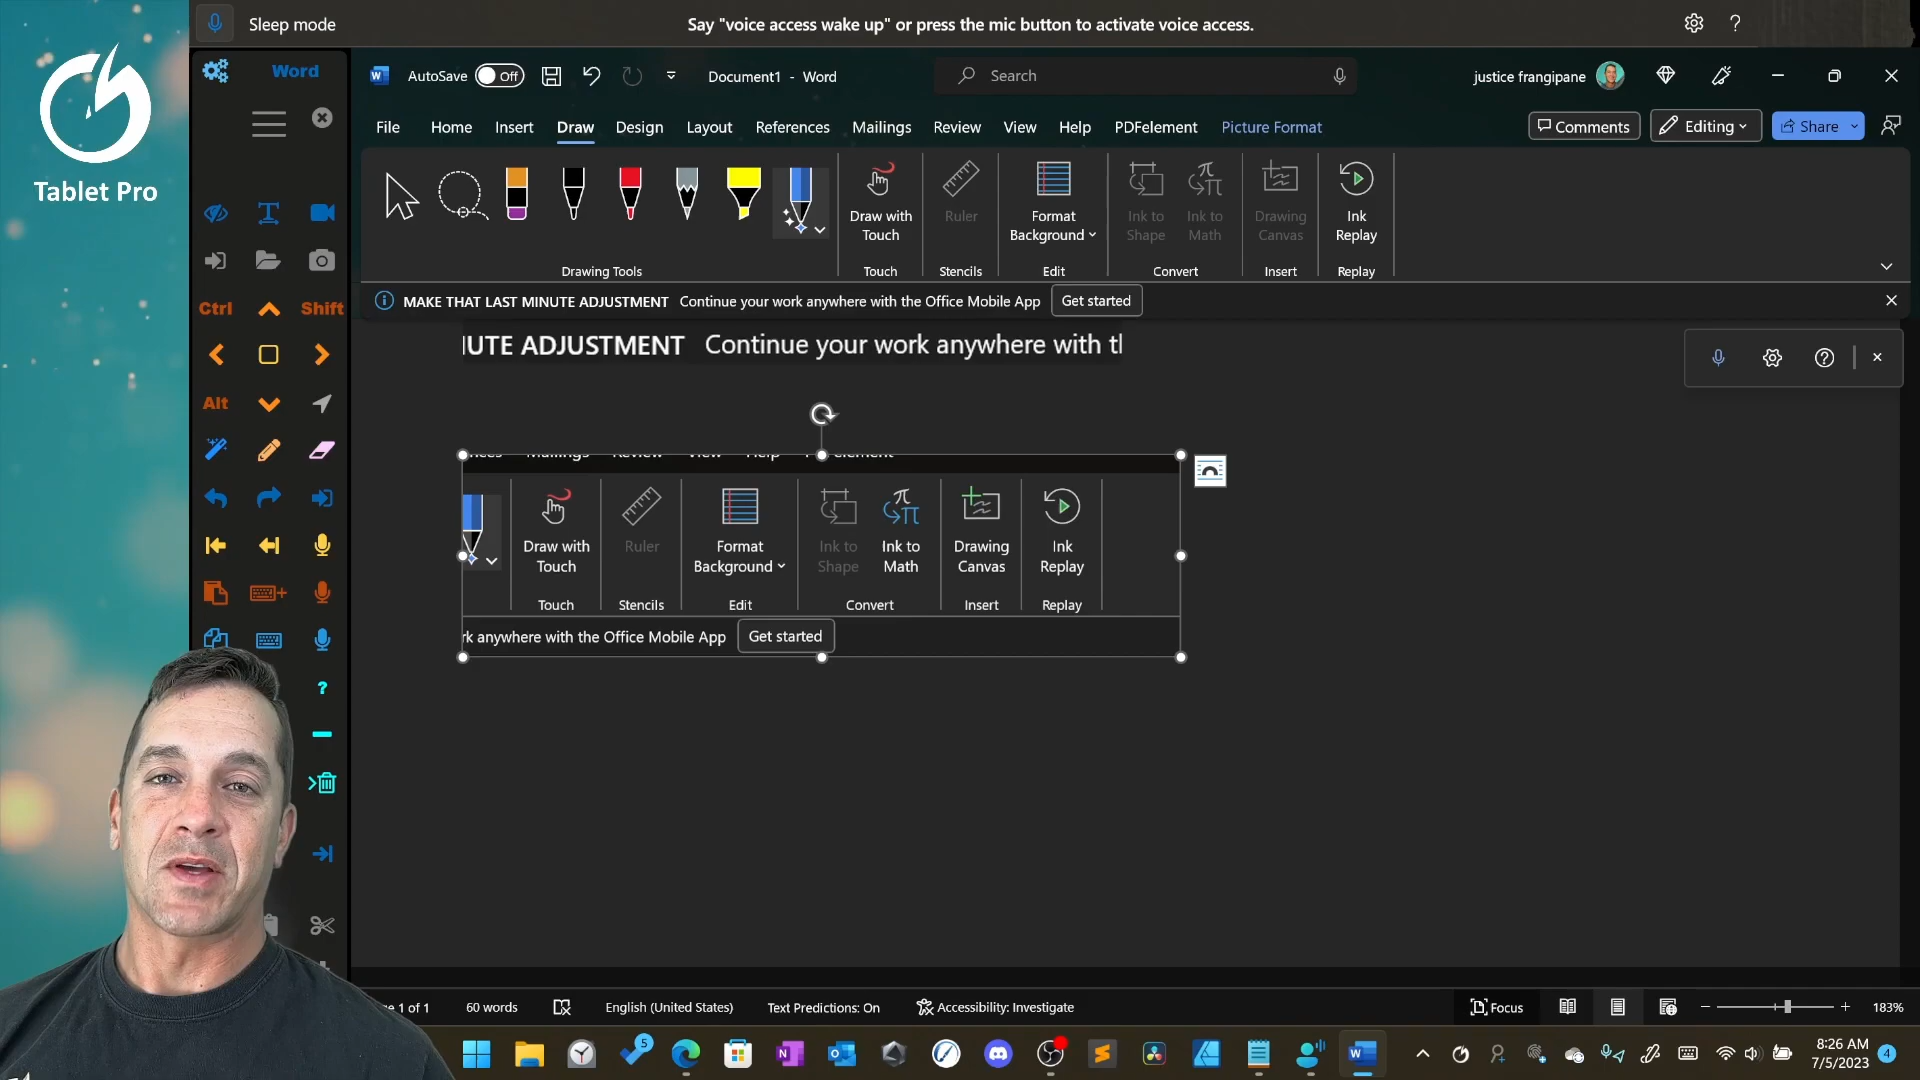 Sleep mode
Say "voice access wake up" or press the mic button to activate voice access.
?
Tablet Pro
Word
AutoSave Off Document1 - Word Search justice frangipane
File Home Insert Draw Design Layout References Mailings Review View Help PDFelement Picture Format Comments Editing Share
Draw with Touch
Ruler
Format Background
Ink to Shape
Ink to Math
Drawing Canvas
Ink Replay
Drawing Tools Touch Stencils Edit Convert Insert Replay
MAKE THAT LAST MINUTE ADJUSTMENT Continue your work anywhere with the Office Mobile App Get started
Ctrl Shift
Alt
?
UTE ADJUSTMENT Continue your work anywhere with t
Mailings Review View Help
Draw with Touch
Ruler
Format Background
Ink to Shape
Ink to Math
Drawing Canvas
Ink Replay
Touch Stencils Edit Convert Insert Replay
rk anywhere with the Office Mobile App Get started
1 of 1 60 words English (United States) Text Predictions: On Accessibility: Investigate Focus 183%
5
8:26 AM
7/5/2023
4